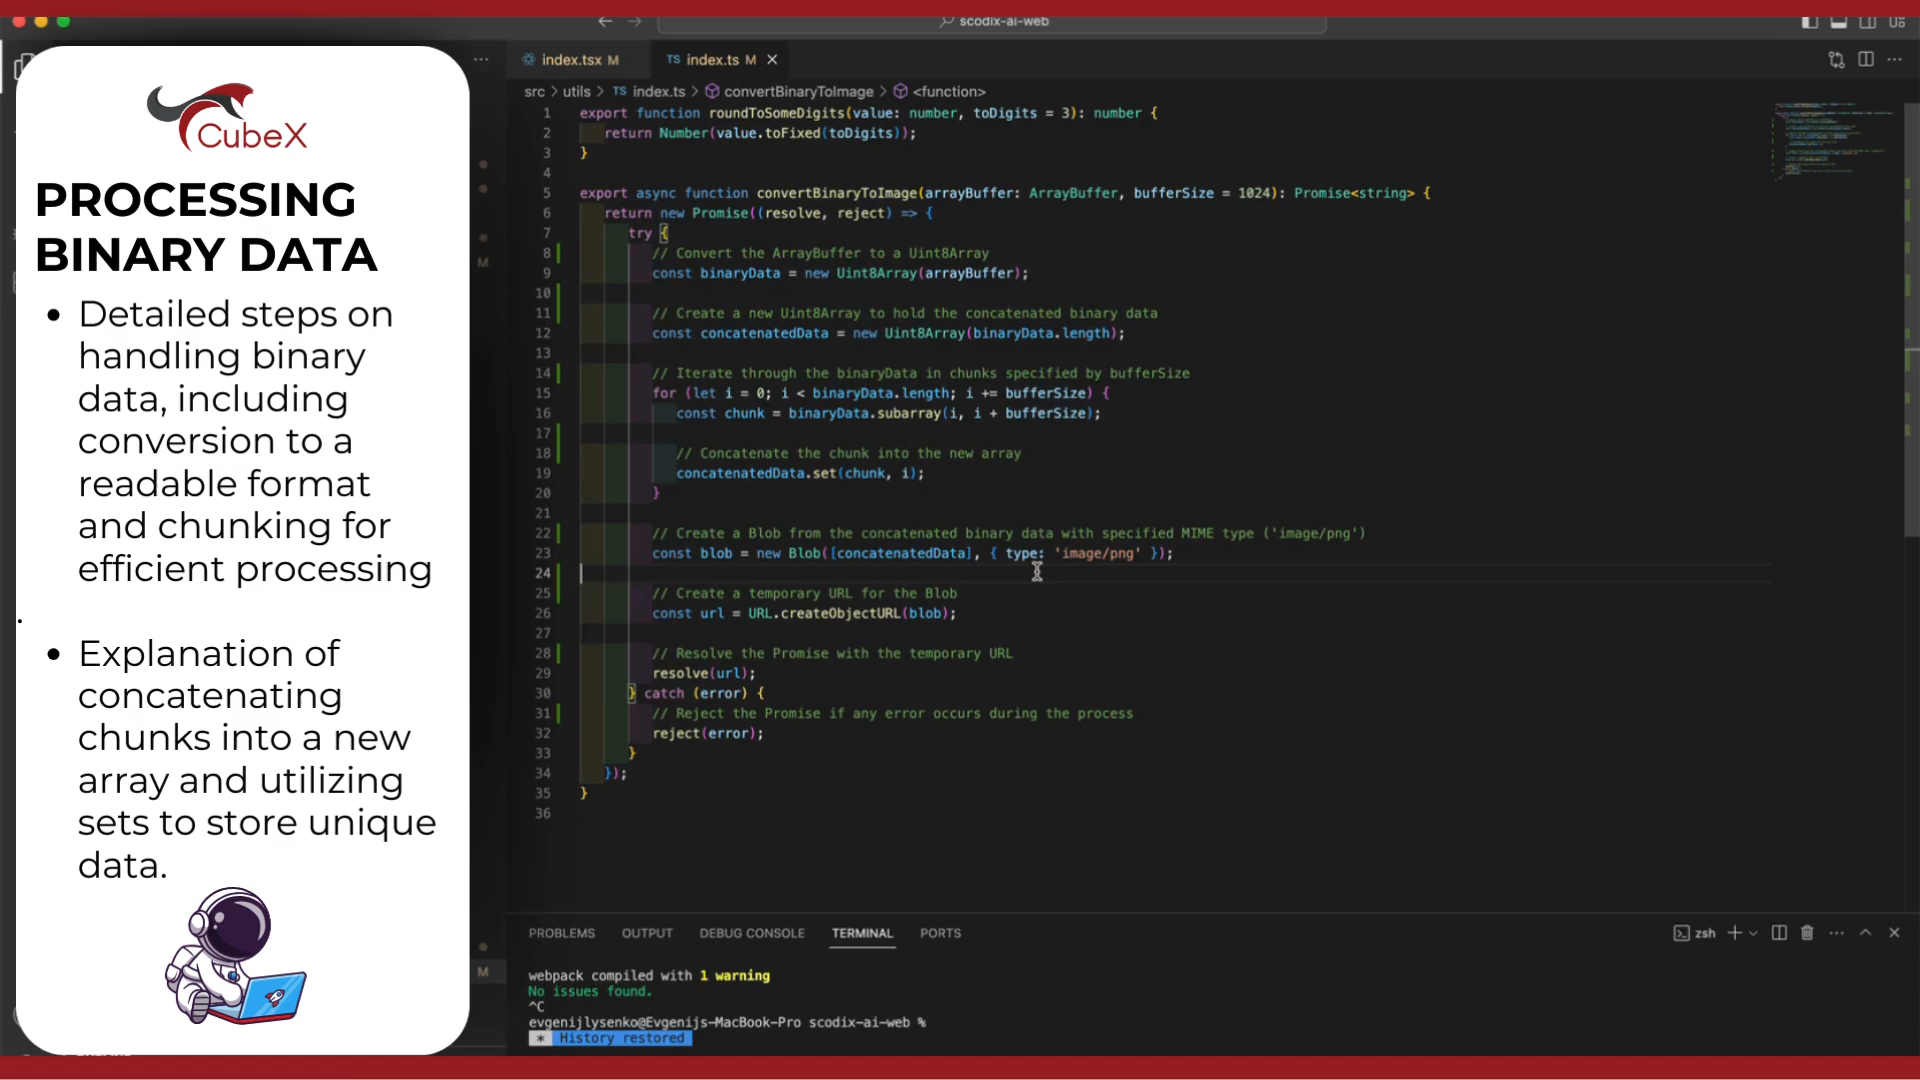 scodix-ai-web
CubeX
PROCESSING
BINARY DATA
• Detailed steps on
handling binary
data, including
conversion to a
readable format
and chunking for
efficient processing
.
• Explanation of
concatenating
chunks into a new
array and utilizing
sets to store unique
data.
M
M
index.tsx M
TS index.ts M
src > utils > TS index.ts > convertBinaryToImage > <function>
1 export function roundToSomeDigits(value: number, toDigits = 3): number {
2 return Number(value.toFixed(toDigits));
3 }
4
5 export async function convertBinaryToImage(arrayBuffer: ArrayBuffer, bufferSize = 1024): Promise<string> {
6 return new Promise((resolve, reject) => {
7 try {
8 // Convert the ArrayBuffer to a Uint8Array
9 const binaryData = new Uint8Array(arrayBuffer);
10
11 // Create a new Uint8Array to hold the concatenated binary data
12 const concatenatedData = new Uint8Array(binaryData.length);
13
14 // Iterate through the binaryData in chunks specified by bufferSize
15 for (let i = 0; i < binaryData.length; i += bufferSize) {
16 const chunk = binaryData.subarray(i, i + bufferSize);
17
18 // Concatenate the chunk into the new array
19 concatenatedData.set(chunk, i);
20 }
21
22 // Create a Blob from the concatenated binary data with specified MIME type ('image/png')
23 const blob = new Blob([concatenatedData], { type: 'image/png' });
24
25 // Create a temporary URL for the Blob
26 const url = URL.createObjectURL(blob);
27
28 // Resolve the Promise with the temporary URL
29 resolve(url);
30 } catch (error) {
31 // Reject the Promise if any error occurs during the process
32 reject(error);
33 }
34 });
35 }
36
PROBLEMS OUTPUT DEBUG CONSOLE TERMINAL PORTS zsh
webpack compiled with 1 warning
No issues found.
^C
evgenijlysenko@Evgenijs-MacBook-Pro scodix-ai-web %
* History restored